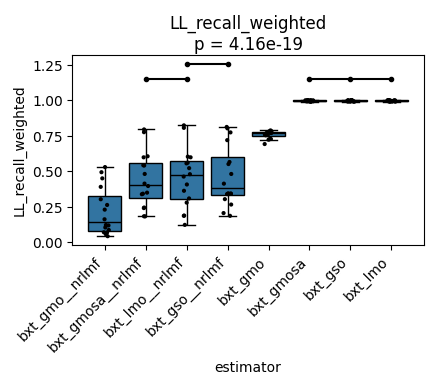 LL_recall_weighted
p = 4.16e-19
LL_recall_weighted
1.25
1.00
0.75
0.50
0.25
0.00
bxt_gmo__nrlmf
bxt_gmosa__nrlmf
bxt_lmo__nrlmf
bxt_gso__nrlmf
bxt_gmo
bxt_gmosa
bxt_gso
bxt_lmo
estimator